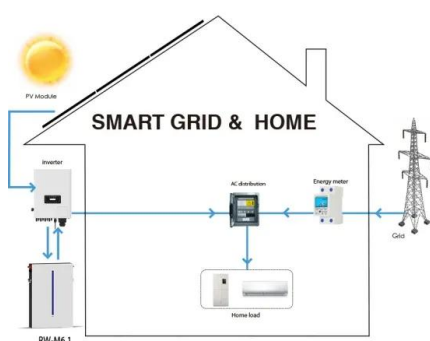 PV Module
SMART GRID & HOME
Inverter
AC distribution
Energy meter
Grid
Home load
RW-M6.1